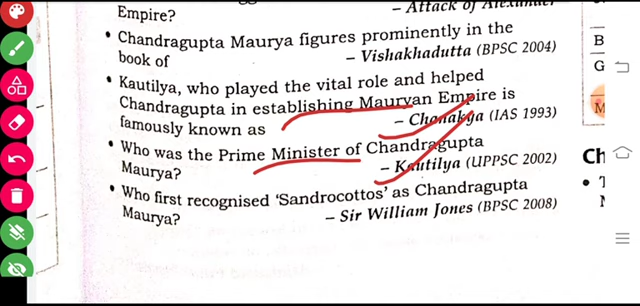 Empire?
– Attack of Alexander
• Chandragupta Maurya figures prominently in the
book of – Vishakhadutta (BPSC 2004)
• Kautilya, who played the vital role and helped
Chandragupta in establishing Mauryan Empire is
famously known as – Chanakya (IAS 1993)
• Who was the Prime Minister of Chandragupta
Maurya? – Kautilya (UPPSC 2002)
• Who first recognised ‘Sandrocottos’ as Chandragupta
Maurya? – Sir William Jones (BPSC 2008)
B
G
M
Ch